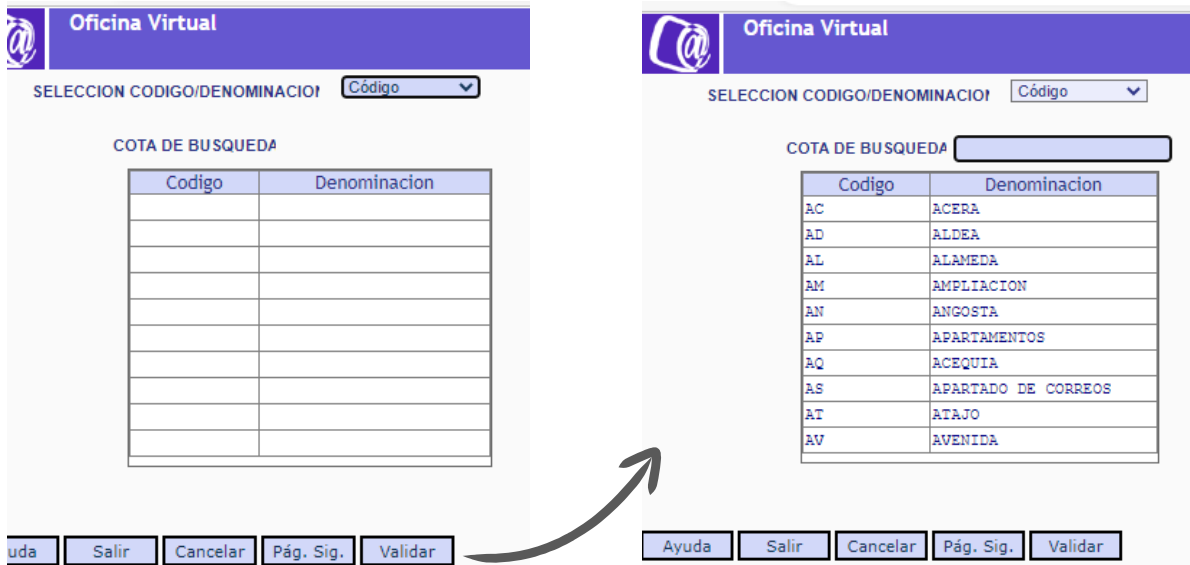 Oficina Virtual
SELECCION CODIGO/DENOMINACION Código
COTA DE BUSQUEDA
Codigo Denominacion
uda Salir Cancelar Pág. Sig. Validar
@ Oficina Virtual
SELECCION CODIGO/DENOMINACION Código
COTA DE BUSQUEDA
Codigo Denominacion
AC ACERA
AD ALDEA
AL ALAMEDA
AM AMPLIACION
AN ANGOSTA
AP APARTAMENTOS
AQ ACEQUIA
AS APARTADO DE CORREOS
AT ATAJO
AV AVENIDA
Ayuda Salir Cancelar Pág. Sig. Validar